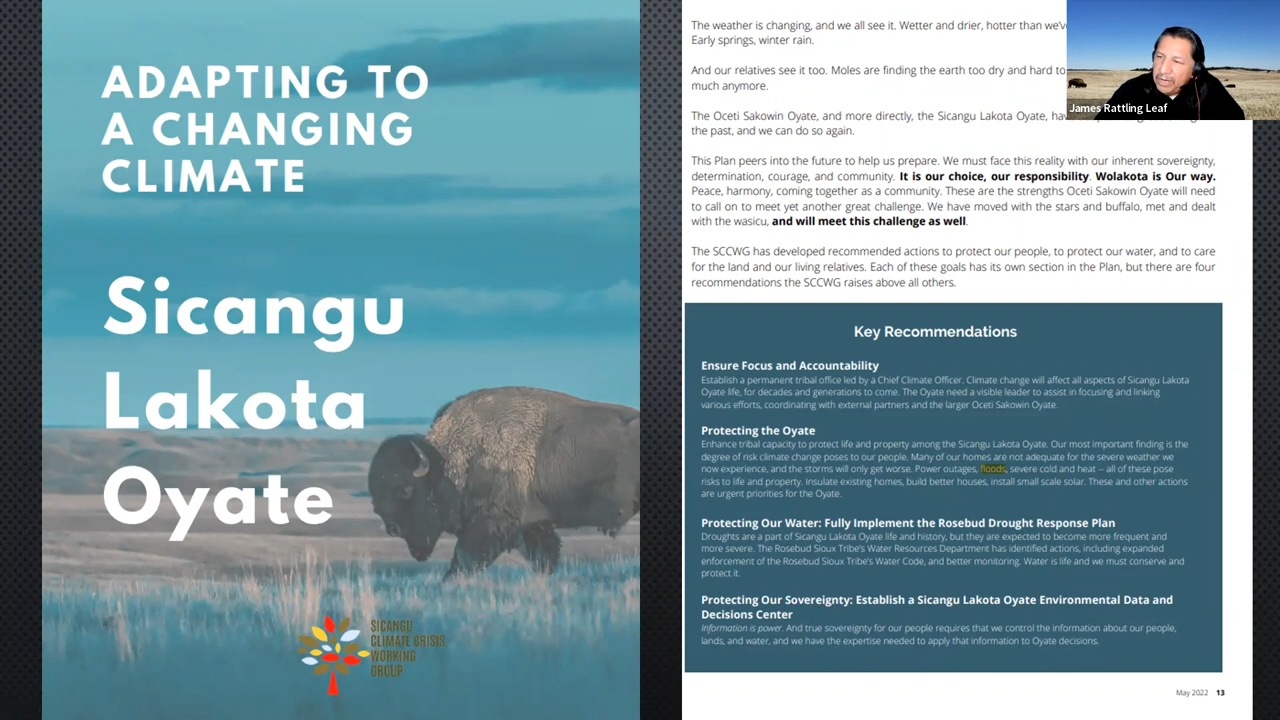 ADAPTING TO
A CHANGING
CLIMATE
Sicangu
Lakota
Oyate
SICANGU
CLIMATE CRISIS
WORKING
GROUP
The weather is changing, and we all see it. Wetter and drier, hotter than we've
Early springs, winter rain.
And our relatives see it too. Moles are finding the earth too dry and hard to
much anymore.
The Oceti Sakowin Oyate, and more directly, the Sicangu Lakota Oyate,
the past, and we can do so again.
This Plan peers into the future to help us prepare. We must face this reality with our inherent sovereignty,
determination, courage, and community. It is our choice, our responsibility. Wolakota is Our way.
Peace, harmony, coming together as a community. These are the strengths Oceti Sakowin Oyate will need
to call on to meet yet another great challenge. We have moved with the stars and buffalo, met and dealt
with the wasicu, and will meet this challenge as well.
The SCCWG has developed recommended actions to protect our people, to protect our water, and to care
for the land and our living relatives. Each of these goals has its own section in the Plan, but there are four
recommendations the SCCWG raises above all others.
Key Recommendations
Ensure Focus and Accountability
Establish a permanent tribal office led by a Chief Climate Officer. Climate change will affect all aspects of Sicangu Lakota
Oyate life, for decades and generations to come. The Oyate need a visible leader to assist in focusing and linking
various efforts, coordinating with external partners and the larger Oceti Sakowin Oyate.
Protecting the Oyate
Enhance tribal capacity to protect life and property among the Sicangu Lakota Oyate. Our most important finding is the
degree of risk climate change poses to our people. Many of our homes are not adequate for the severe weather we
now experience, and the storms will only get worse. Power outages, floods, severe cold and heat – all of these pose
risks to life and property. Insulate existing homes, build better houses, install small scale solar. These and other actions
are urgent priorities for the Oyate.
Protecting Our Water: Fully Implement the Rosebud Drought Response Plan
Droughts are a part of Sicangu Lakota Oyate life and history, but they are expected to become more frequent and
more severe. The Rosebud Sioux Tribe's Water Resources Department has identified actions, including expanded
enforcement of the Rosebud Sioux Tribe's Water Code, and better monitoring. Water is life and we must conserve and
protect it.
Protecting Our Sovereignty: Establish a Sicangu Lakota Oyate Environmental Data and
Decisions Center
Information is power. And true sovereignty for our people requires that we control the information about our people,
lands, and water, and we have the expertise needed to apply that information to Oyate decisions.
May 2022 13
James Rattling Leaf